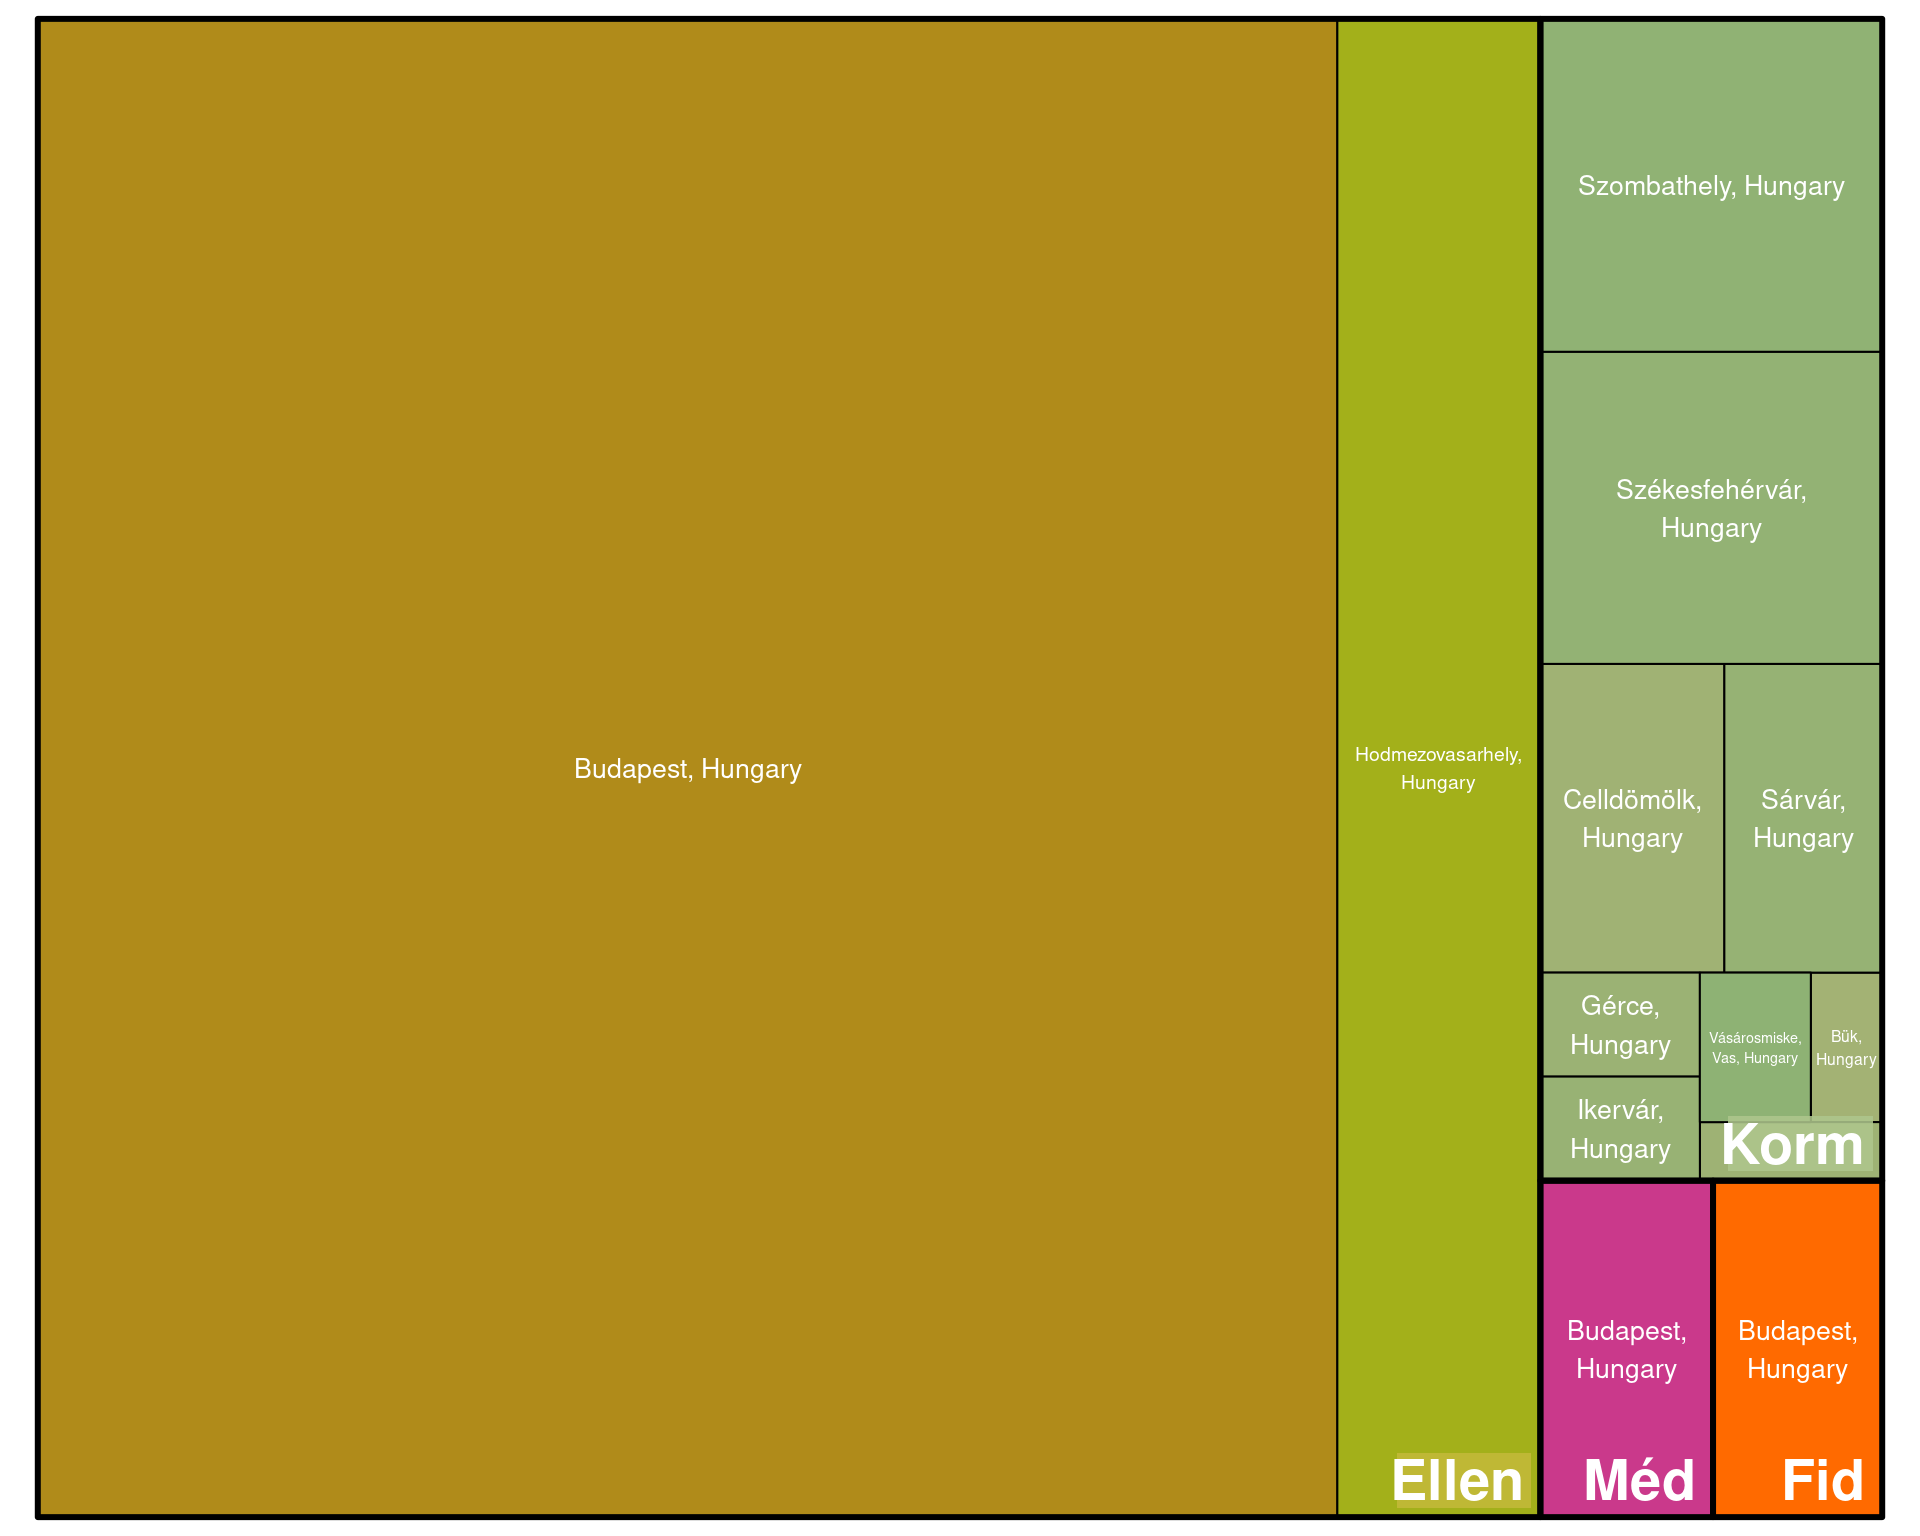 Budapest, Hungary
Hodmezovasarhely,
Hungary
Ellen
Szombathely, Hungary
Székesfehérvár,
Hungary
Celldömölk,
Hungary
Sárvár,
Hungary
Gérce,
Hungary
Ikervár,
Hungary
Vásárosmiske,
Vas, Hungary
Bük,
Hungary
Korm
Budapest,
Hungary
Méd
Budapest,
Hungary
Fid